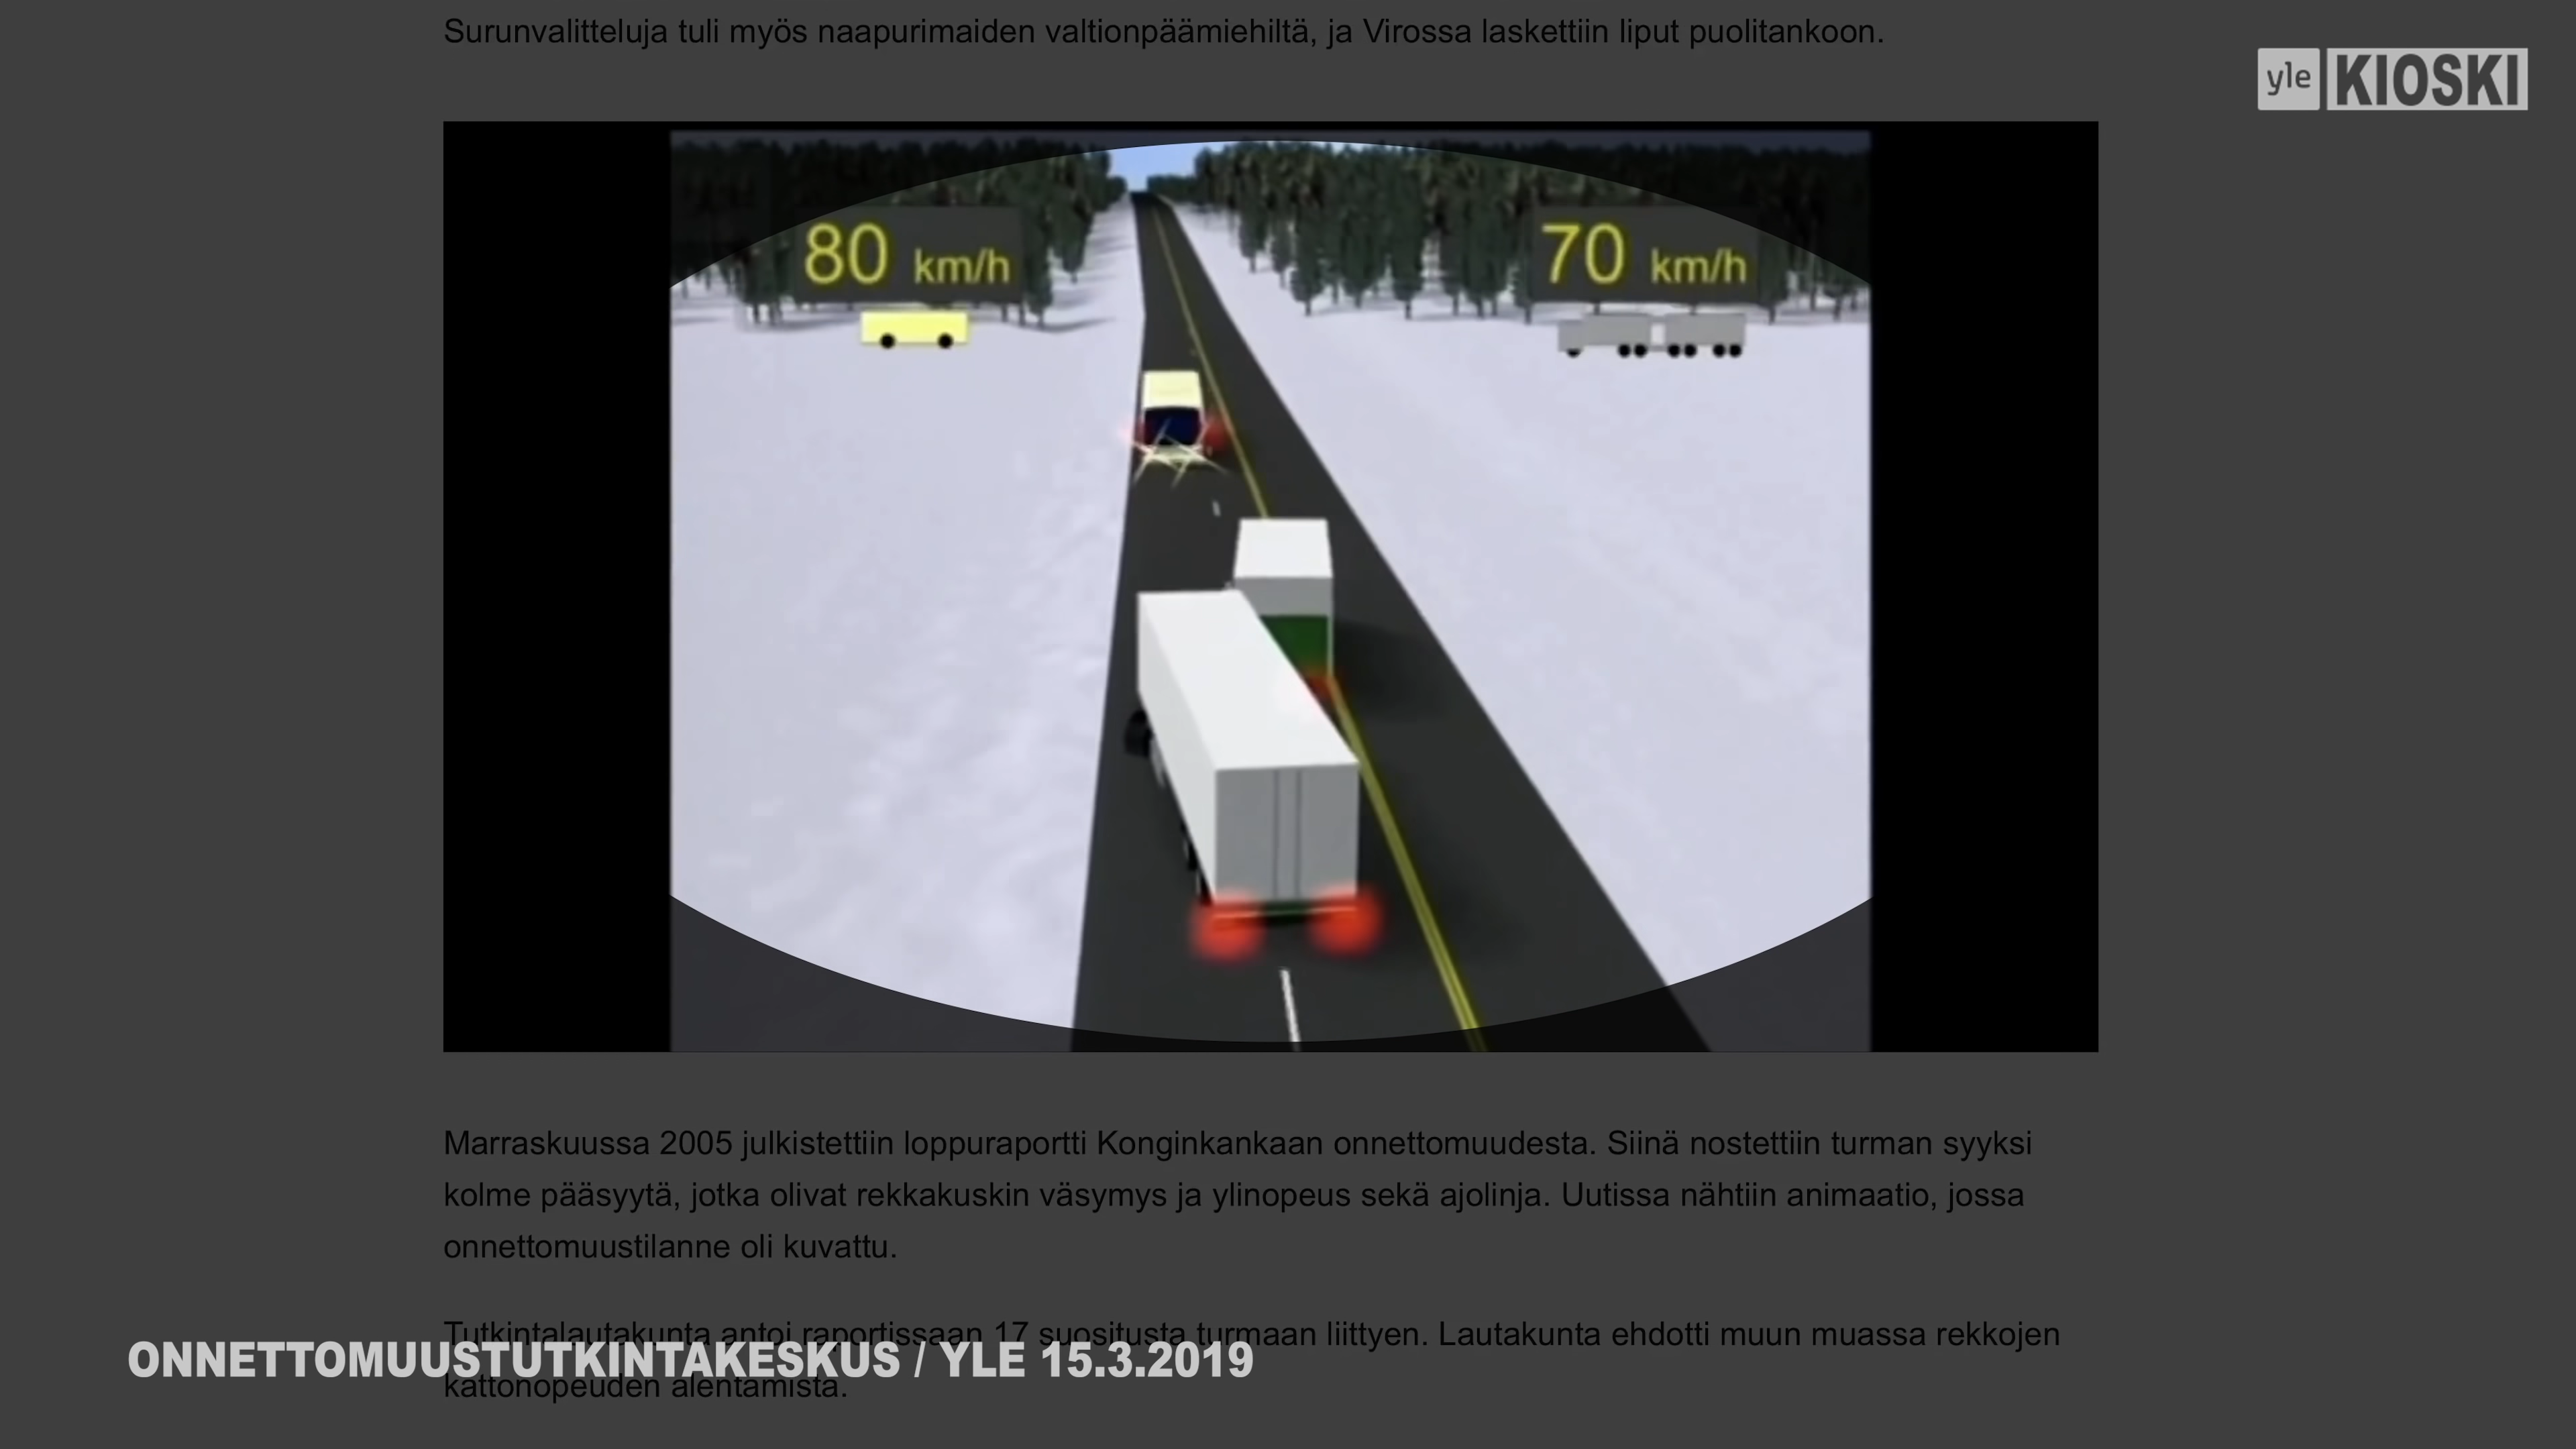 Surunvalitteluja tuli myös naapurimaiden valtionpäämiehiltä, ja Virossa laskettiin liput puolitankoon.
yle KIOSKI
80 km/h
70 km/h
Marraskuussa 2005 julkistettiin loppuraportti Konginkankaan onnettomuudesta. Siinä nostettiin turman syyksi
kolme pääsyytä, jotka olivat rekkakuskin väsymys ja ylinopeus sekä ajolinja. Uutissa nähtiin animaatio, jossa
onnettomuustilanne oli kuvattu.
Tutkintalautakunta antoi raportissaan 17 suositusta turmaan liittyen. Lautakunta ehdotti muun muassa rekkojen
kattonopeuden alentamista.
ONNETTOMUUSTUTKINTAKESKUS / YLE 15.3.2019